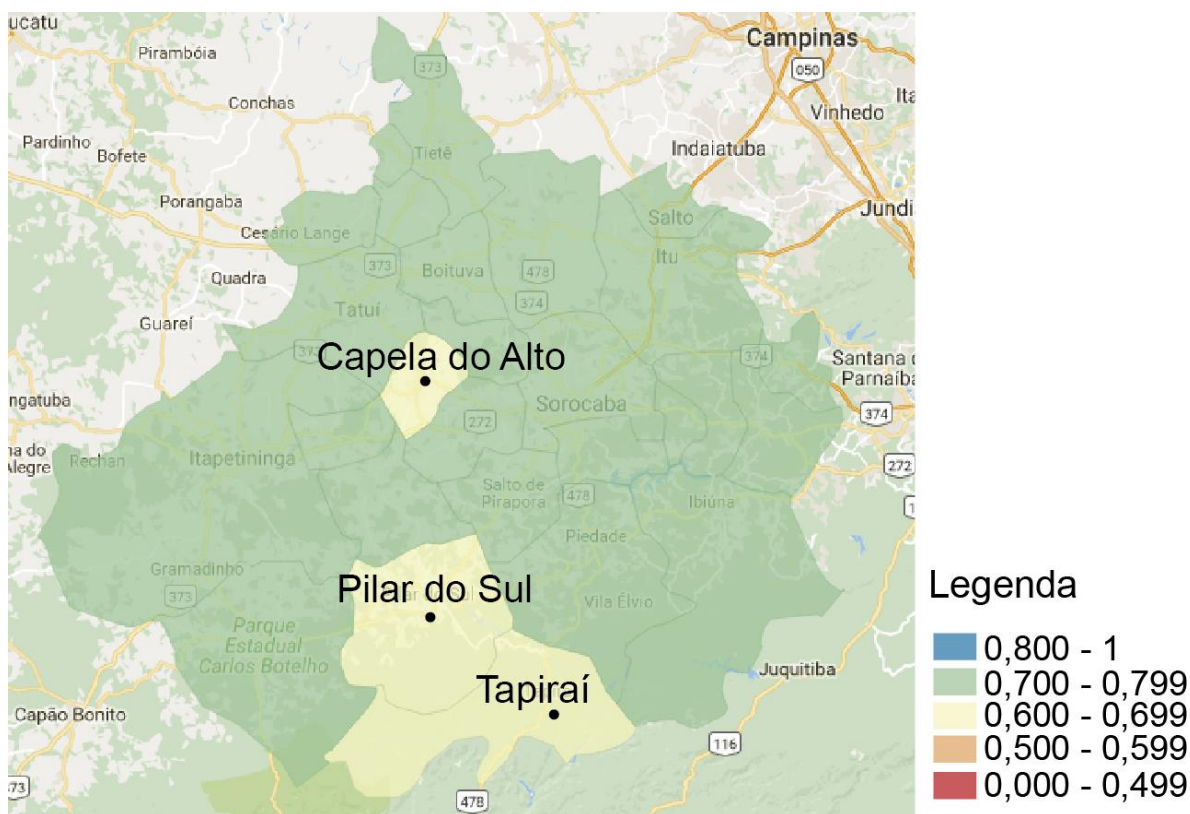 ucatu
Pirambóia
373
Campinas
050
Conchas
Ita
Vinhedo
Pardinho
Bofete
Tietê
Indaiatuba
Porangaba
Jundi
Salto
Cesário Lange
Itu
373
Boituva
478
Quadra
374
Tatuí
Guareí
373
Capela do Alto
374
Santana d
Parnaíba
ngatuba
Sorocaba
374
272
na do
Alegre
Rechan
Itapetininga
272
Salto de
Pirapora
478
Ibiúna
Piedade
Gramadinho
373
Pilar do Sul
Vila Élvio
Parque
Estadual
Carlos Botelho
Juquitiba
Tapiraí
Capão Bonito
116
373
478
Legenda
0,800 - 1
0,700 - 0,799
0,600 - 0,699
0,500 - 0,599
0,000 - 0,499